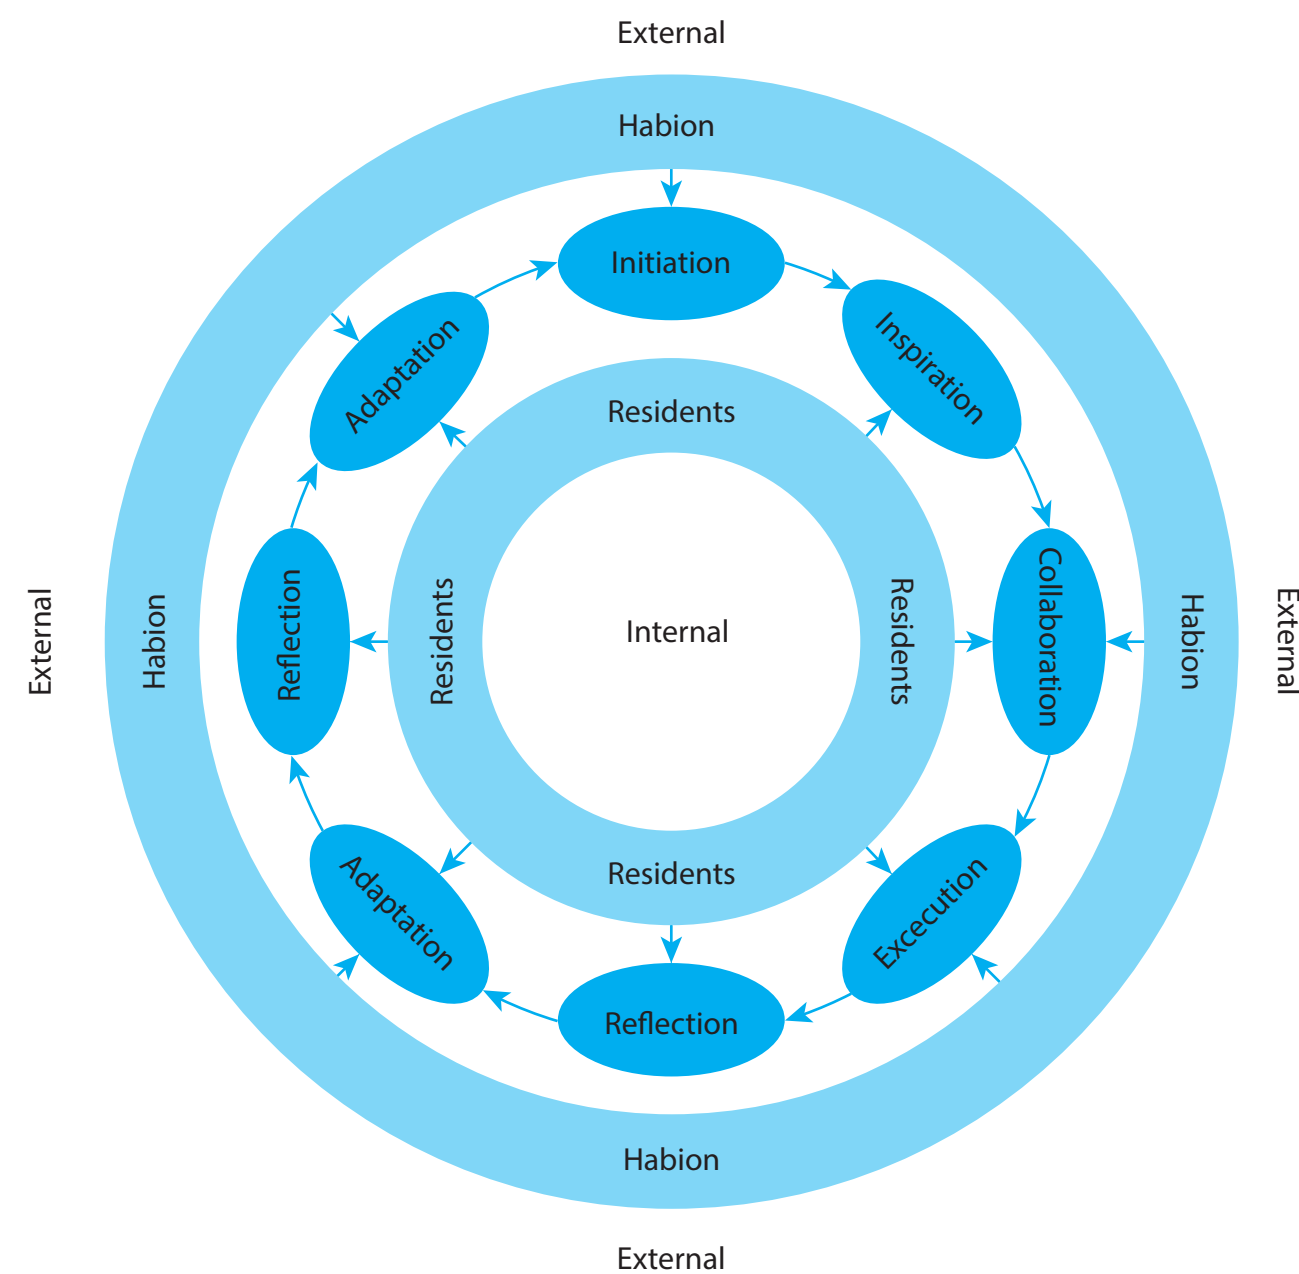 External
Habion
Initiation
Adaptation
Inspiration
Residents
External
Habion
Reflection
Residents
Internal
Residents
Collaboration
Habion
External
Residents
Adaptation
Excecution
Reflection
Habion
External